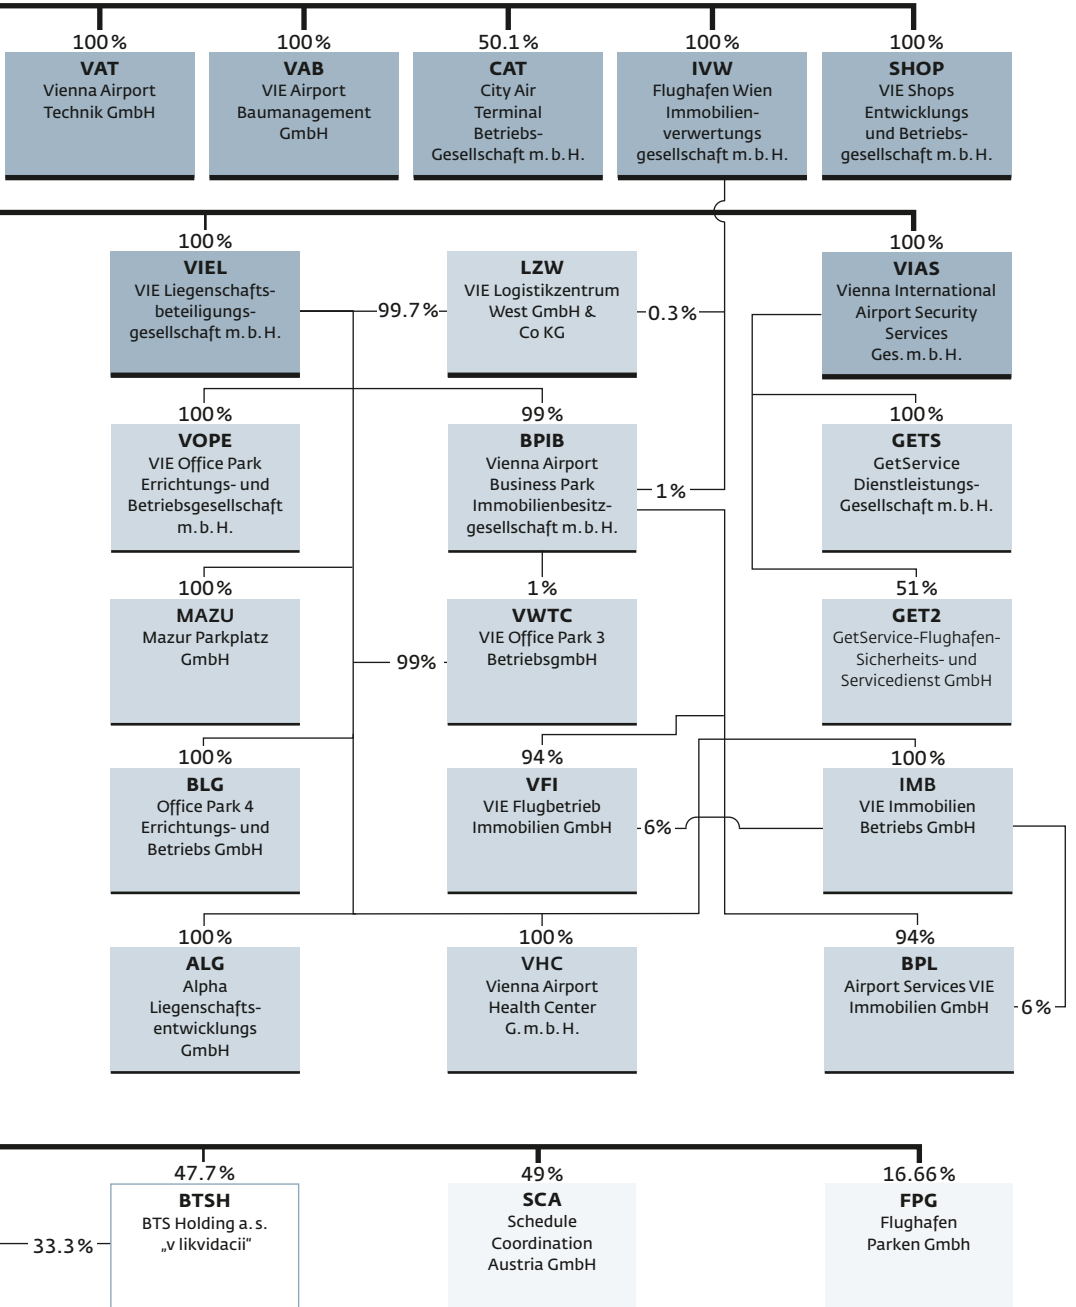 100%
VAT
Vienna Airport
Technik GmbH
100%
VAB
VIE Airport
Baumanagement
GmbH
50.1%
CAT
City Air
Terminal
Betriebs-
Gesellschaft m. b. H.
100%
IVW
Flughafen Wien
Immobilien-
verwertungs
gesellschaft m. b. H.
100%
SHOP
VIE Shops
Entwicklungs
und Betriebs-
gesellschaft m. b. H.
100%
VIEL
VIE Liegenschafts-
beteiligungs-
gesellschaft m. b. H.
99.7%
LZW
VIE Logistikzentrum
West GmbH &
Co KG
0.3%
100%
VIAS
Vienna International
Airport Security
Services
Ges. m. b. H.
100%
VOPE
VIE Office Park
Errichtungs- und
Betriebsgesellschaft
m. b. H.
99%
BPIB
Vienna Airport
Business Park
Immobilienbesitz-
gesellschaft m. b. H.
1%
100%
GETS
GetService
Dienstleistungs-
Gesellschaft m. b. H.
100%
MAZU
Mazur Parkplatz
GmbH
99%
1%
VWTC
VIE Office Park 3
BetriebsgmbH
51%
GET2
GetService-Flughafen-
Sicherheits- und
Servicedienst GmbH
100%
BLG
Office Park 4
Errichtungs- und
Betriebs GmbH
94%
VFI
VIE Flugbetrieb
Immobilien GmbH
6%
100%
IMB
VIE Immobilien
Betriebs GmbH
100%
ALG
Alpha
Liegenschafts-
entwicklungs
GmbH
100%
VHC
Vienna Airport
Health Center
G. m. b. H.
94%
BPL
Airport Services VIE
Immobilien GmbH
6%
33.3%
47.7%
BTSH
BTS Holding a. s.
„v likvidacii“
49%
SCA
Schedule
Coordination
Austria GmbH
16.66%
FPG
Flughafen
Parken Gmbh